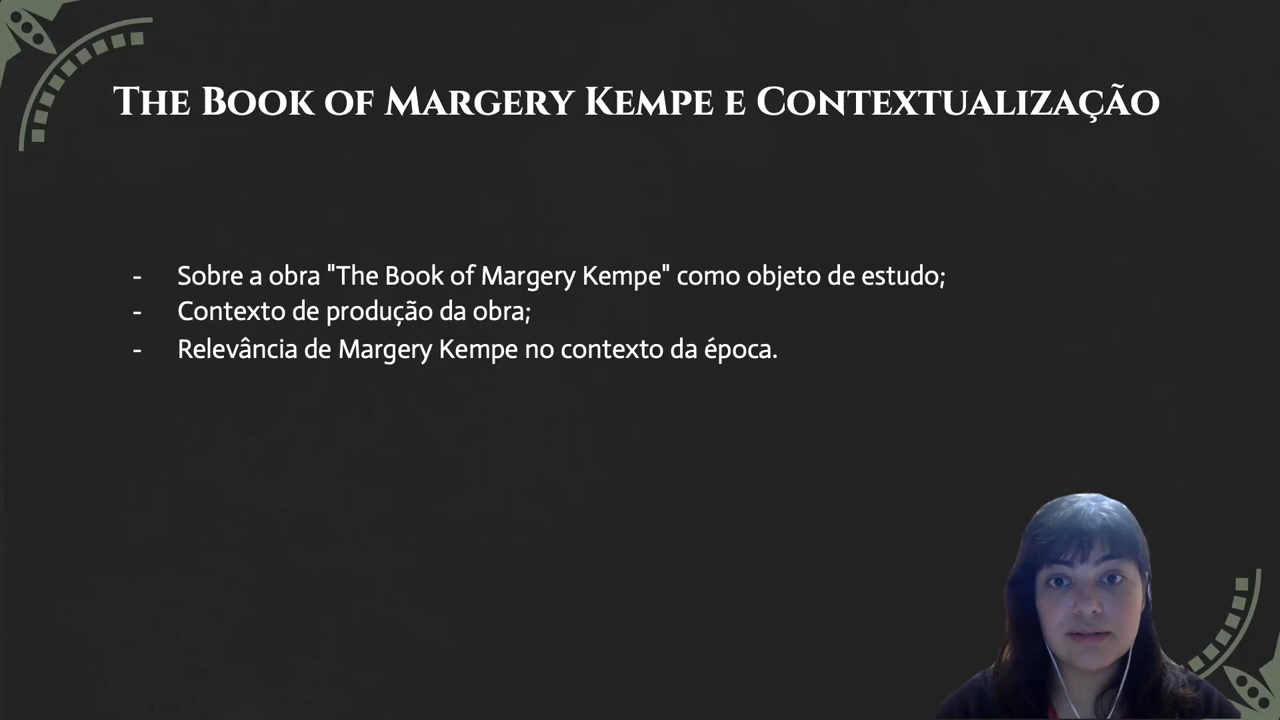 The Book of Margery Kempe e Contextualização
- Sobre a obra "The Book of Margery Kempe" como objeto de estudo;
- Contexto de produção da obra;
- Relevância de Margery Kempe no contexto da época.